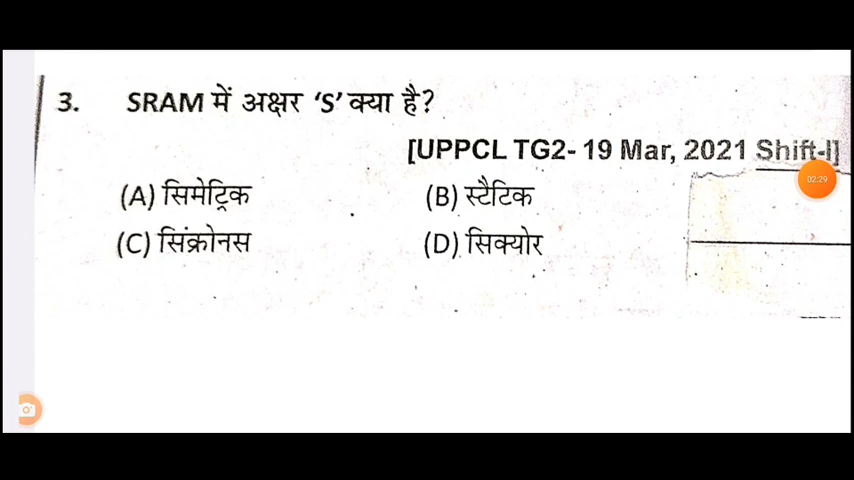 3. SRAM में अक्षर ‘S’ क्या है?
[UPPCL TG2- 19 Mar, 2021 Shift-I]
02:29
(A) सिमेट्रिक (B) स्टैटिक
(C) सिंक्रोनस (D) सिक्योर